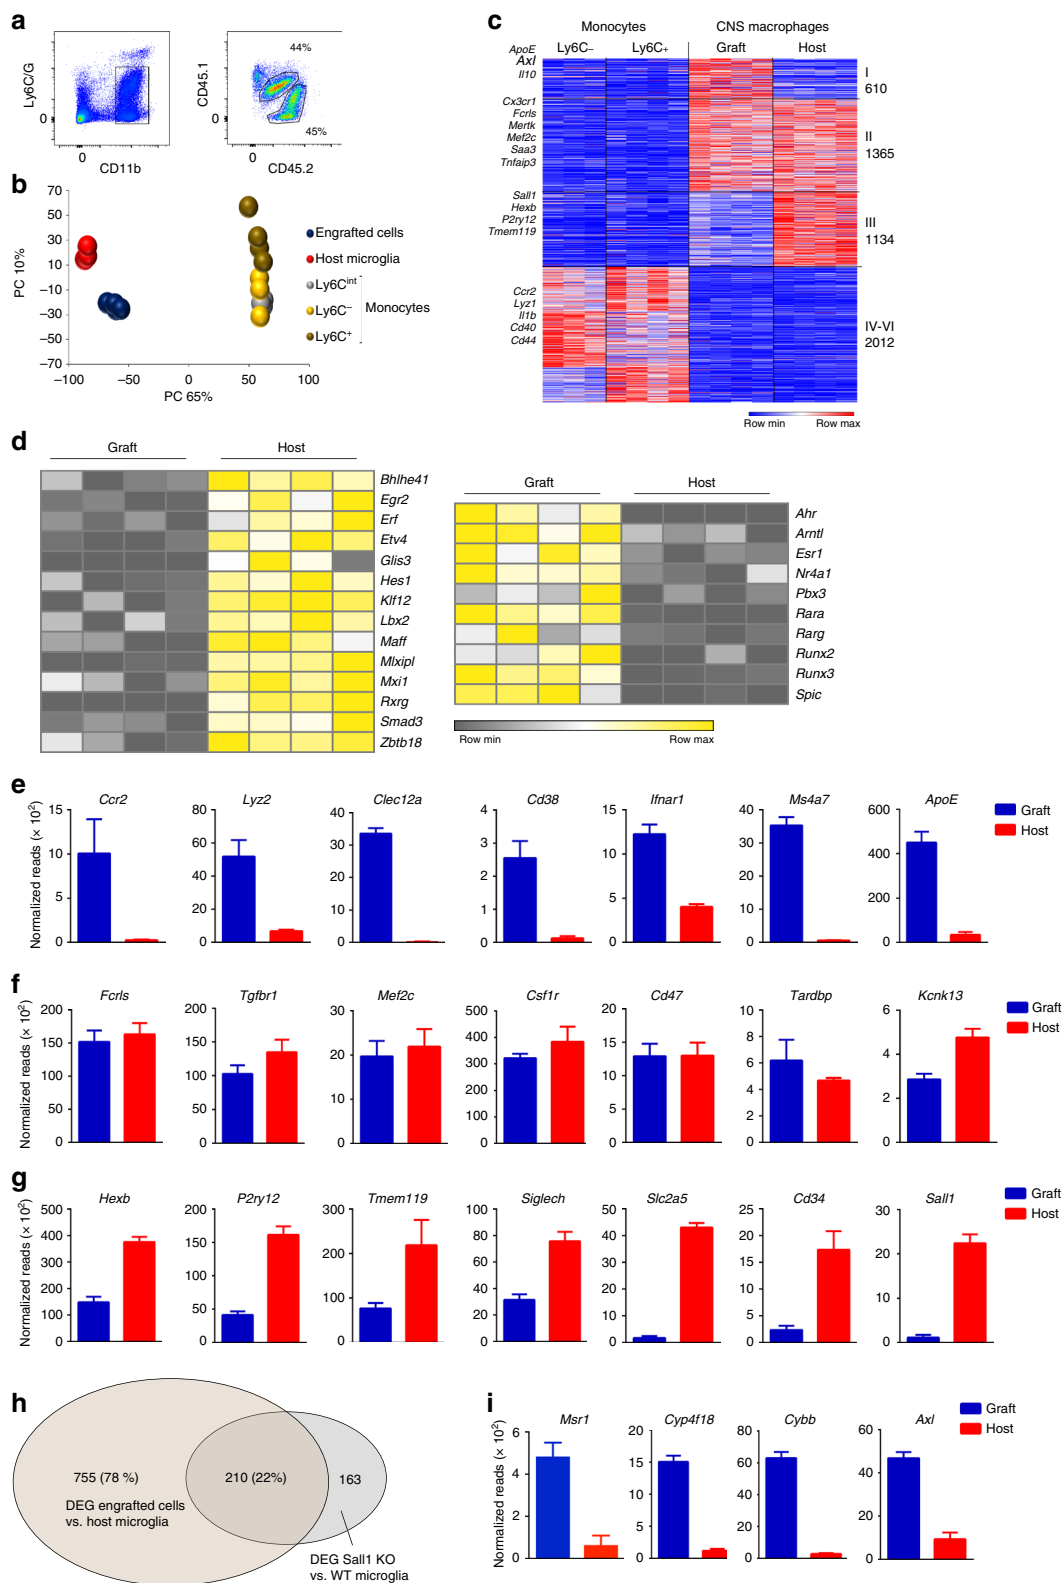 a
Ly6C/G
0
0
CD11b
CD45.1
44%
0
45%
0
CD45.2
b
PC 10%
70
50
30
10
−10
−30
−50
−70
−100
−50
0
50
100
PC 65%
Engrafted cells
Host microglia
Ly6Cint
Ly6C−
Ly6C+
Monocytes
c
Monocytes
CNS macrophages
Ly6C−
Ly6C+
Graft
Host
ApoE
Axl
Il10
Cx3cr1
Fcrls
Mertk
Mef2c
Saa3
Tnfaip3
Sall1
Hexb
P2ry12
Tmem119
Ccr2
Lyz1
Il1b
Cd40
Cd44
I
610
II
1365
III
1134
IV-VI
2012
Row min
Row max
d
Graft
Host
Bhlhe41
Egr2
Erf
Etv4
Glis3
Hes1
Klf12
Lbx2
Maff
Mlxipl
Mxi1
Rxrg
Smad3
Zbtb18
Graft
Host
Ahr
Arntl
Esr1
Nr4a1
Pbx3
Rara
Rarg
Runx2
Runx3
Spic
Row min
Row max
e
Normalized reads (× 10²)
Ccr2
15
10
5
0
Lyz2
80
60
40
20
0
Clec12a
40
30
20
10
0
Cd38
4
3
2
1
0
Ifnar1
15
10
5
0
Ms4a7
40
30
20
10
0
ApoE
600
400
200
0
Graft
Host
f
Normalized reads (× 10²)
Fcrls
200
150
100
50
0
Tgfbr1
200
150
100
50
0
Mef2c
30
20
10
0
Csf1r
500
400
300
200
100
0
Cd47
20
15
10
5
0
Tardbp
10
8
6
4
2
0
Kcnk13
6
4
2
0
Graft
Host
g
Normalized reads (× 10²)
Hexb
500
400
300
200
100
0
P2ry12
200
150
100
50
0
Tmem119
300
200
100
0
Siglech
100
80
60
40
20
0
Slc2a5
50
40
30
20
10
0
Cd34
25
20
15
10
5
0
Sall1
30
20
10
0
Graft
Host
h
755 (78 %)
210 (22%)
163
DEG engrafted cells
vs. host microglia
DEG Sall1 KO
vs. WT microglia
i
Normalized reads (× 10²)
Msr1
6
4
2
0
Cyp4f18
20
15
10
5
0
Cybb
80
60
40
20
0
Axl
60
40
20
0
Graft
Host